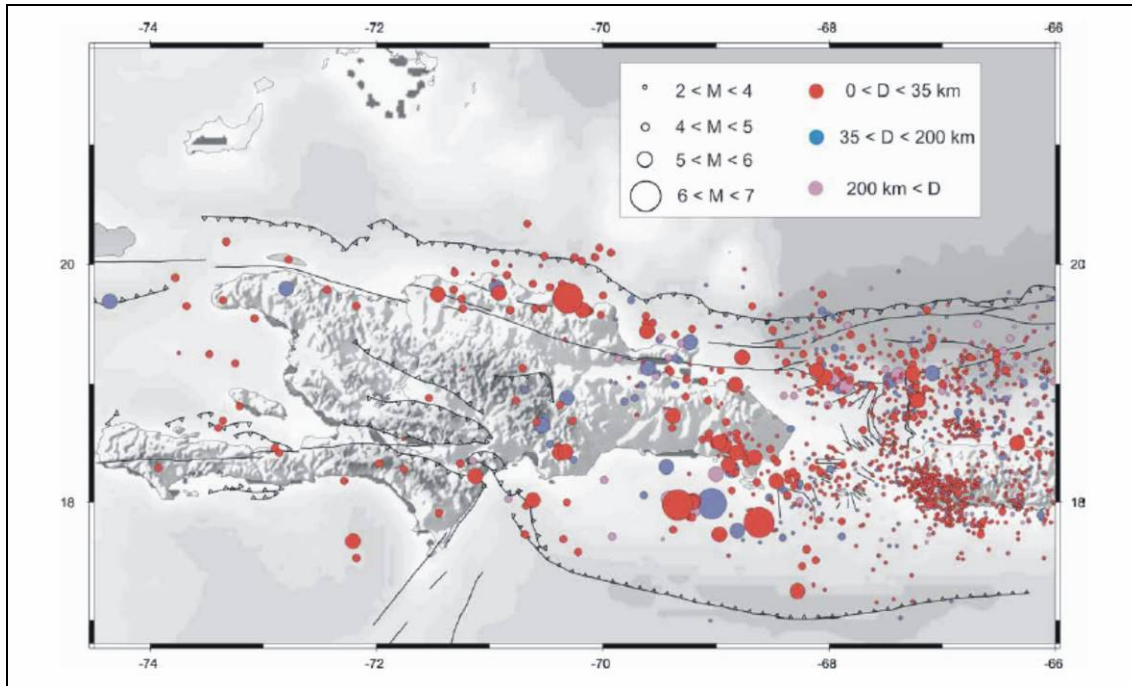 -74 -72 -70 -68 -66
2 < M < 4
4 < M < 5
5 < M < 6
6 < M < 7
0 < D < 35 km
35 < D < 200 km
200 km < D
20 20
18 18
-74 -72 -70 -68 -66